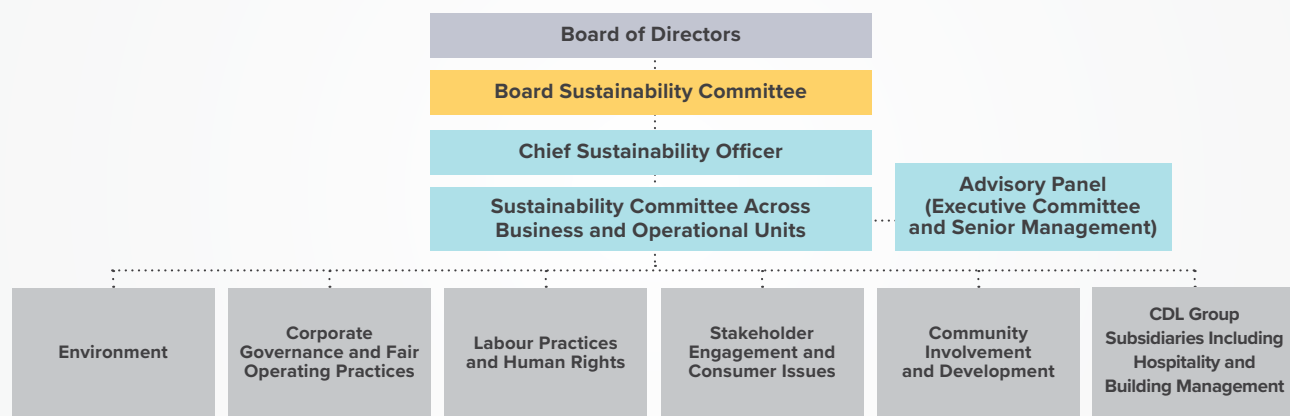 Board of Directors
Board Sustainability Committee
Chief Sustainability Officer
Sustainability Committee Across
Business and Operational Units
Advisory Panel
(Executive Committee
and Senior Management)
Environment
Corporate
Governance and Fair
Operating Practices
Labour Practices
and Human Rights
Stakeholder
Engagement and
Consumer Issues
Community
Involvement
and Development
CDL Group
Subsidiaries Including
Hospitality and
Building Management